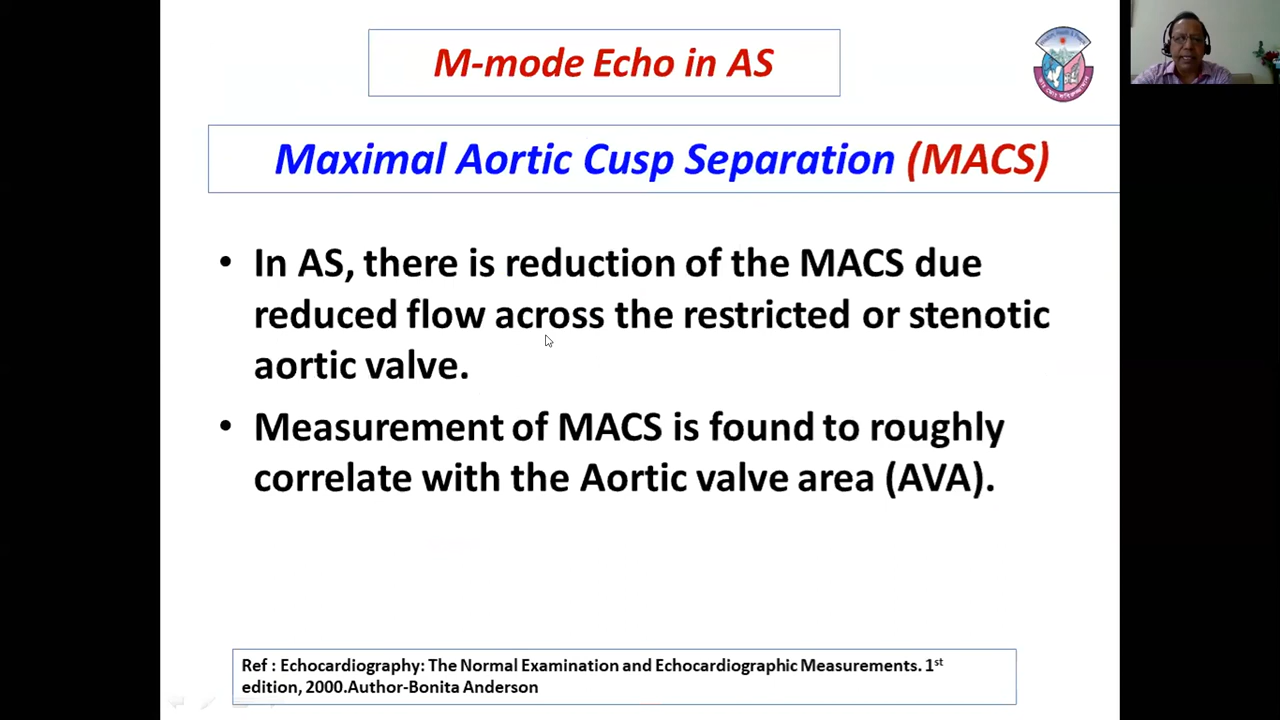 M-mode Echo in AS
Maximal Aortic Cusp Separation (MACS)
• In AS, there is reduction of the MACS due
reduced flow across the restricted or stenotic
aortic valve.
• Measurement of MACS is found to roughly
correlate with the Aortic valve area (AVA).
Ref : Echocardiography: The Normal Examination and Echocardiographic Measurements. 1st
edition, 2000.Author-Bonita Anderson